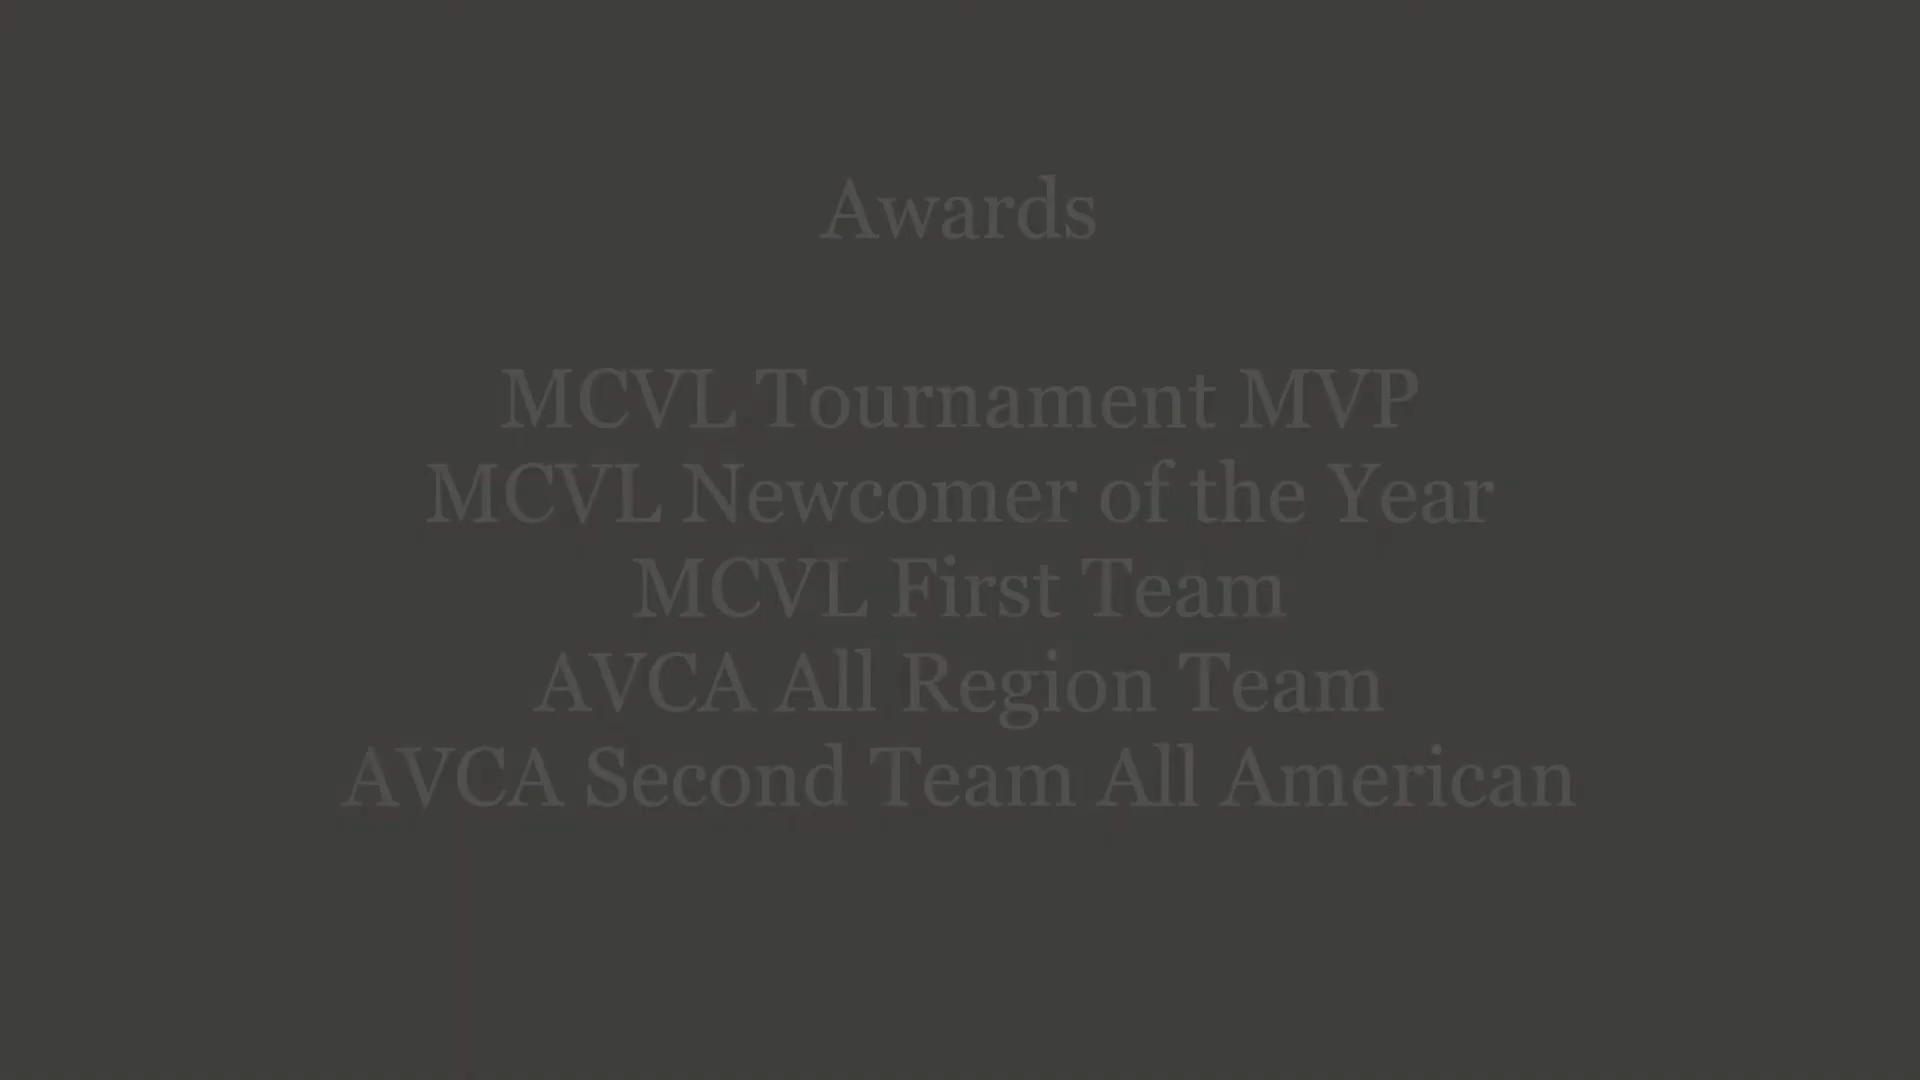 Awards
MCVL Tournament MVP
MCVL Newcomer of the Year
MCVL First Team
AVCA All Region Team
AVCA Second Team All American